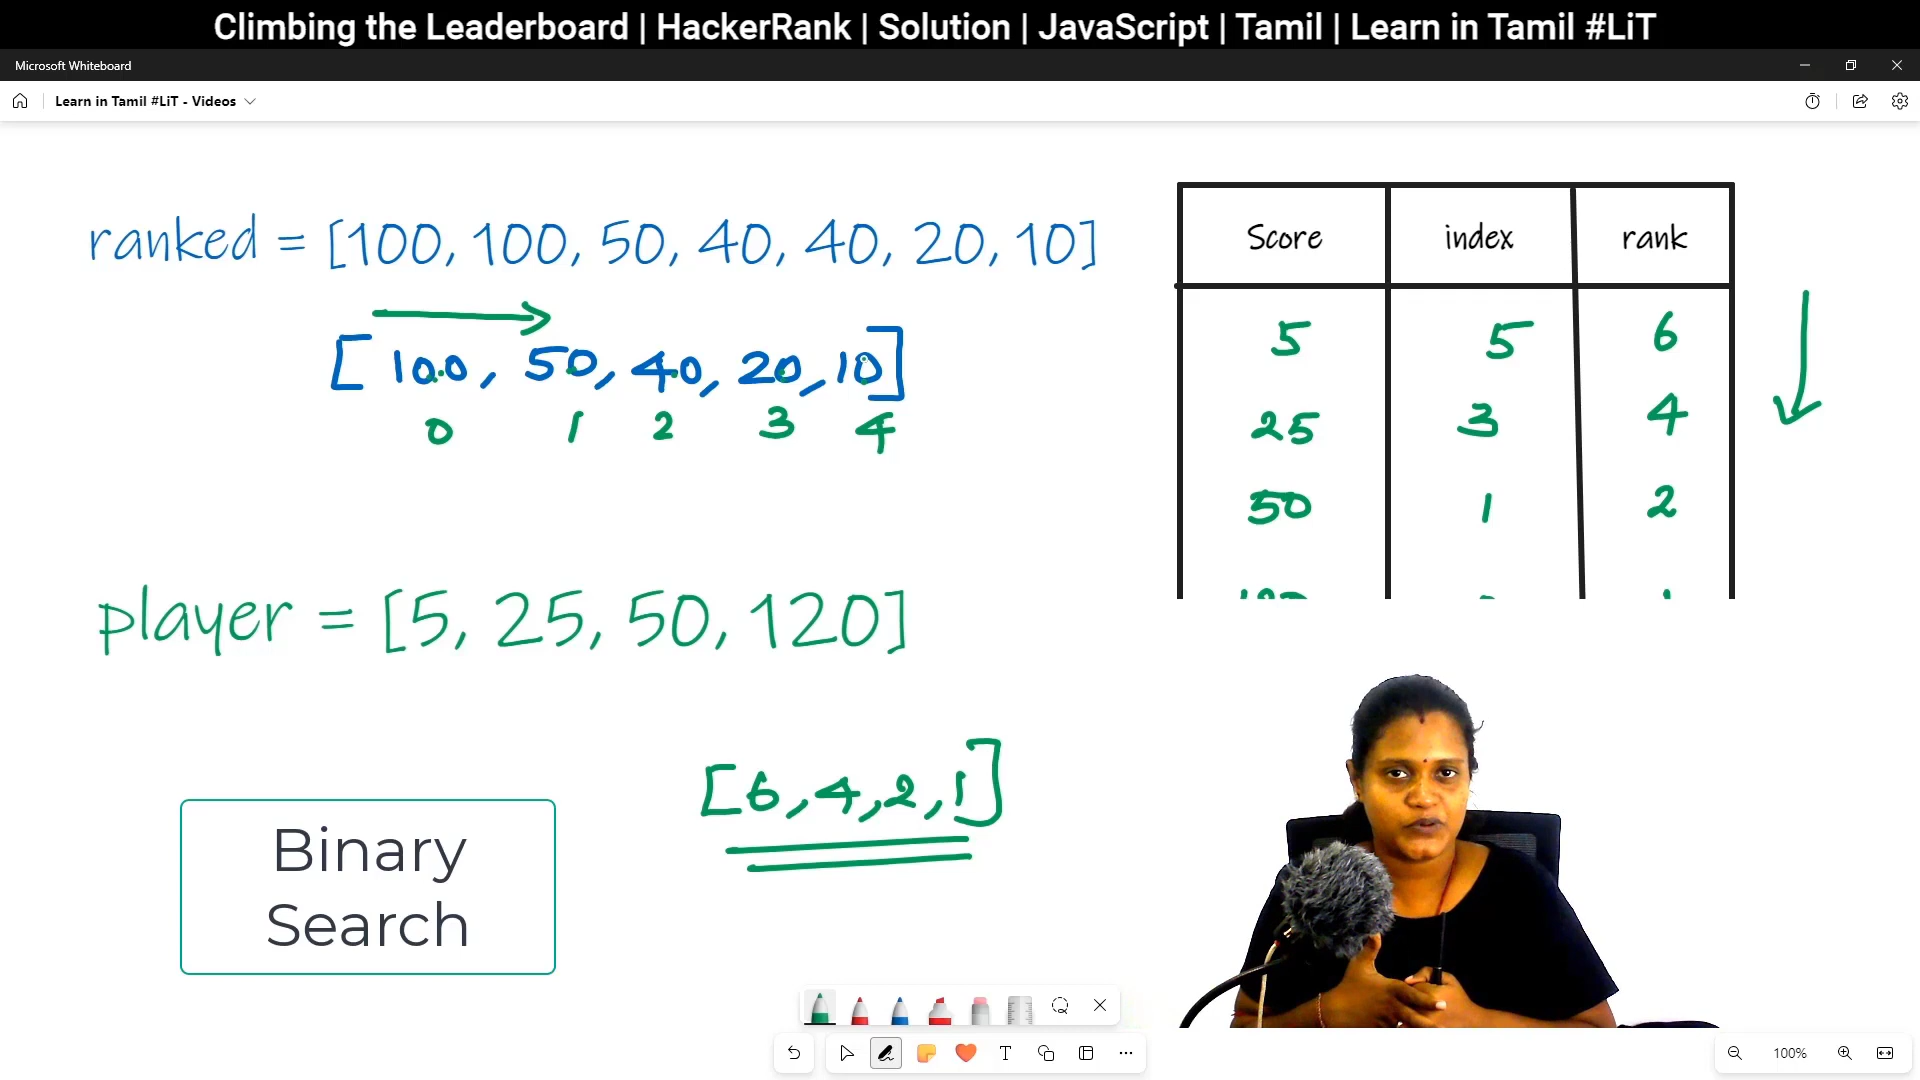 Climbing the Leaderboard | HackerRank | Solution | JavaScript | Tamil | Learn in Tamil #LiT
Microsoft Whiteboard
Learn in Tamil #LiT - Videos
ranked = [100, 100, 50, 40, 40, 20, 10]
[100, 50, 40, 20, 10]
0 1 2 3 4
Score index rank
5 5 6
25 3 4
50 1 2
player = [5, 25, 50, 120]
[6, 4, 2, 1]
Binary
Search
100%